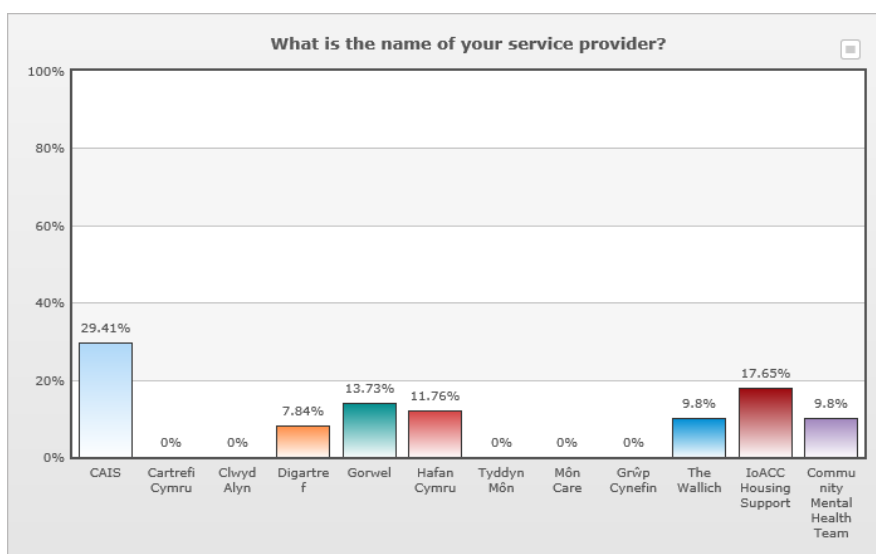 What is the name of your service provider?
100%
80%
60%
40%
20%
0%
29.41%
0%
0%
7.84%
13.73%
11.76%
0%
0%
0%
9.8%
17.65%
9.8%
CAIS
Cartrefi
Cymru
Clwyd
Alyn
Digartre
f
Gorwel
Hafan
Cymru
Tyddyn
Môn
Môn
Care
Grŵp
Cynefin
The
Wallich
IoACC
Housing
Support
Commu
nity
Mental
Health
Team